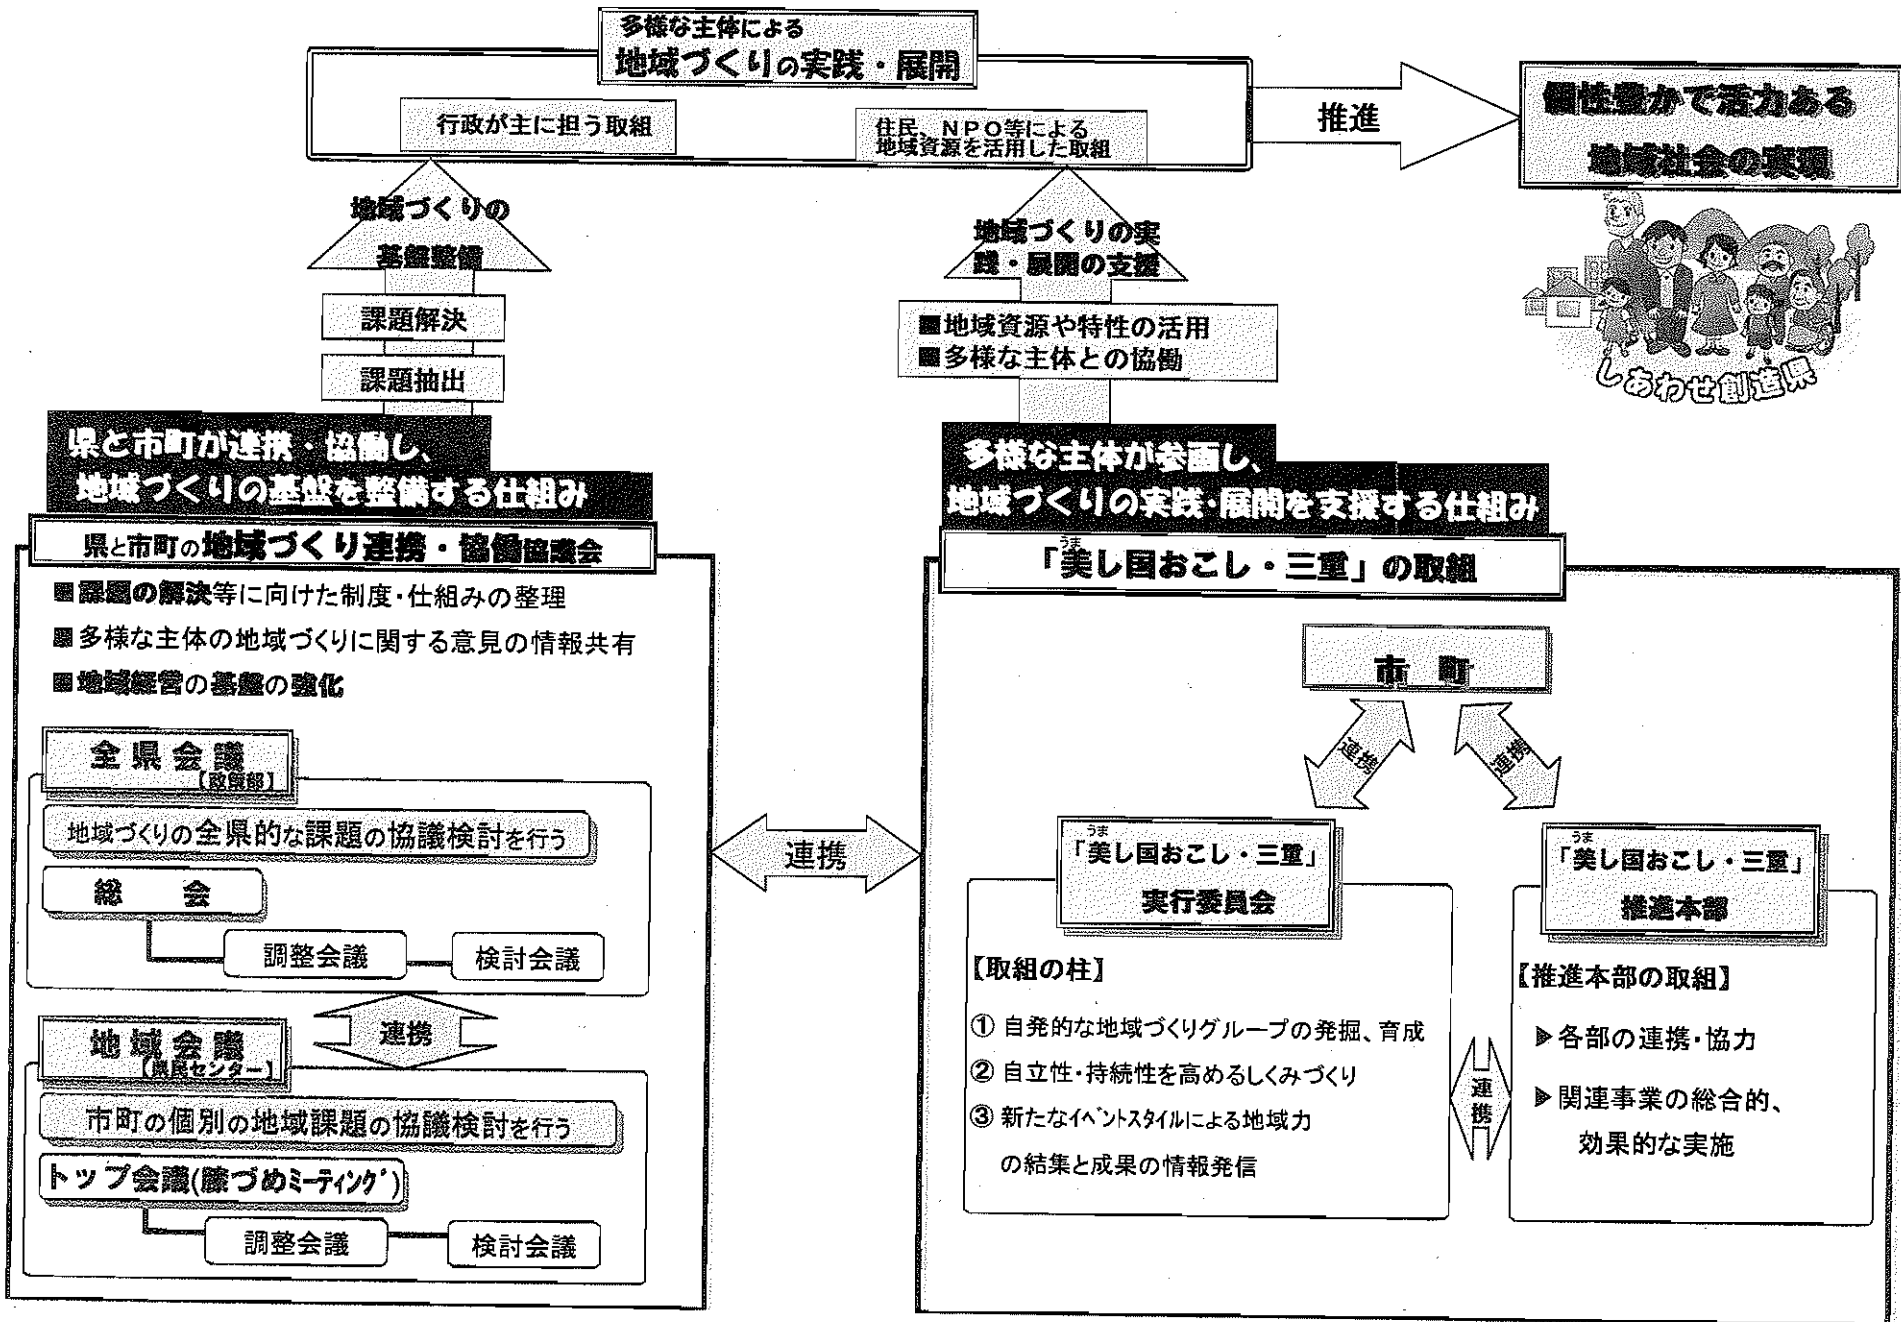 多様な主体による
地域づくりの実践・展開
行政が主に担う取組
住民、NPO等による
地域資源を活用した取組
推進
個性豊かで活力ある
地域社会の実現
しあわせ創造県
地域づくりの
基盤整備
課題解決
課題抽出
地域づくりの実
践・展開の支援
■地域資源や特性の活用
■多様な主体との協働
県と市町が連携・協働し、
地域づくりの基盤を整備する仕組み
県と市町の地域づくり連携・協働協議会
■課題の解決等に向けた制度・仕組みの整理
■多様な主体の地域づくりに関する意見の情報共有
■地域経営の基盤の強化
全県会議
【政策部】
地域づくりの全県的な課題の協議検討を行う
総 会
調整会議
検討会議
連携
地域会議
【県民センター】
市町の個別の地域課題の協議検討を行う
トップ会議(膝づめミーティング)
調整会議
検討会議
連携
多様な主体が参画し、
地域づくりの実践・展開を支援する仕組み
うま
「美し国おこし・三重」の取組
市 町
連携
連携
うま
「美し国おこし・三重」
実行委員会
【取組の柱】
① 自発的な地域づくりグループの発掘、育成
② 自立性・持続性を高めるしくみづくり
③ 新たなイベントスタイルによる地域力
の結集と成果の情報発信
連携
うま
「美し国おこし・三重」
推進本部
【推進本部の取組】
▶各部の連携・協力
▶関連事業の総合的、
効果的な実施